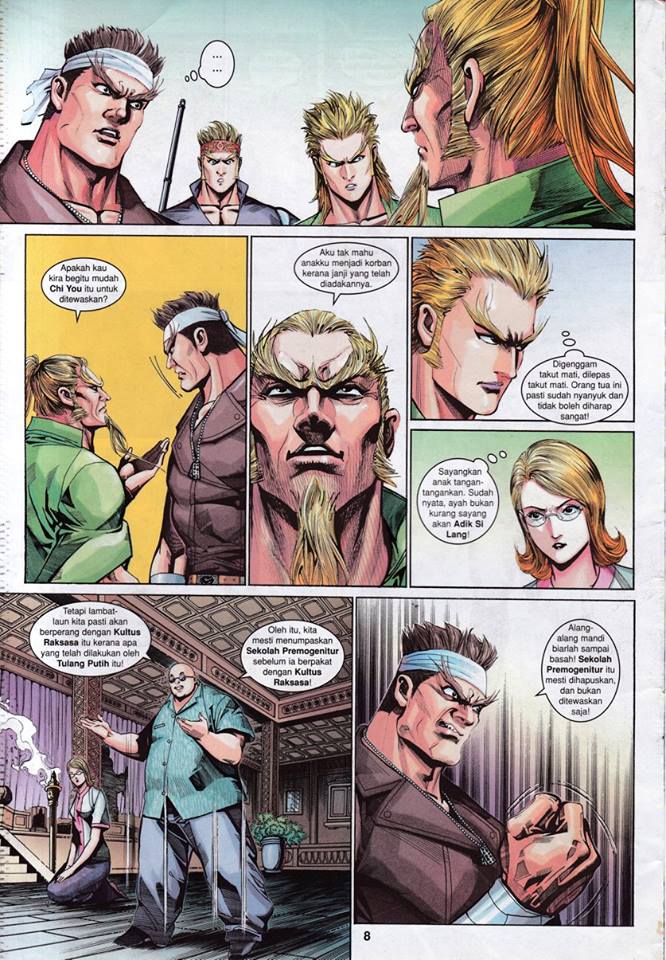 ...
...
Apakah kau
kira begitu mudah
Chi You itu untuk
ditewaskan?
Aku tak mahu
anakku menjadi korban
kerana janji yang telah
diadakannya.
Digenggam
takut mati, dilepas
takut mati. Orang tua ini
pasti sudah nyanyuk dan
tidak boleh diharap
sangat!
Sayangkan
anak tangan-
tangankan. Sudah
nyata, ayah bukan
kurang sayang
akan Adik Si
Lang!
Tetapi lambat-
laun kita pasti akan
berperang dengan Kultus
Raksasa itu kerana apa
yang telah dilakukan oleh
Tulang Putih itu!
Oleh itu, kita
mesti menumpaskan
Sekolah Premogenitur
sebelum ia berpakat
dengan Kultus
Raksasa!
Alang-
alang mandi
biarlah sampai
basah! Sekolah
Premogenitur itu
mesti dihapuskan,
dan bukan
ditewaskan
saja!
8